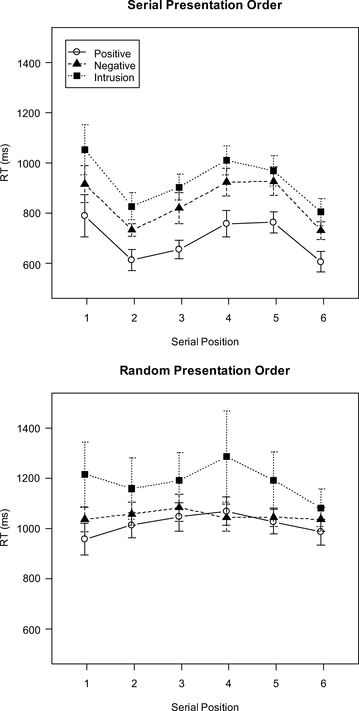 Serial Presentation Order
1400
1200
1000
800
600
RT (ms)
Positive
Negative
Intrusion
1 2 3 4 5 6
Serial Position
Random Presentation Order
1400
1200
1000
800
600
RT (ms)
1 2 3 4 5 6
Serial Position